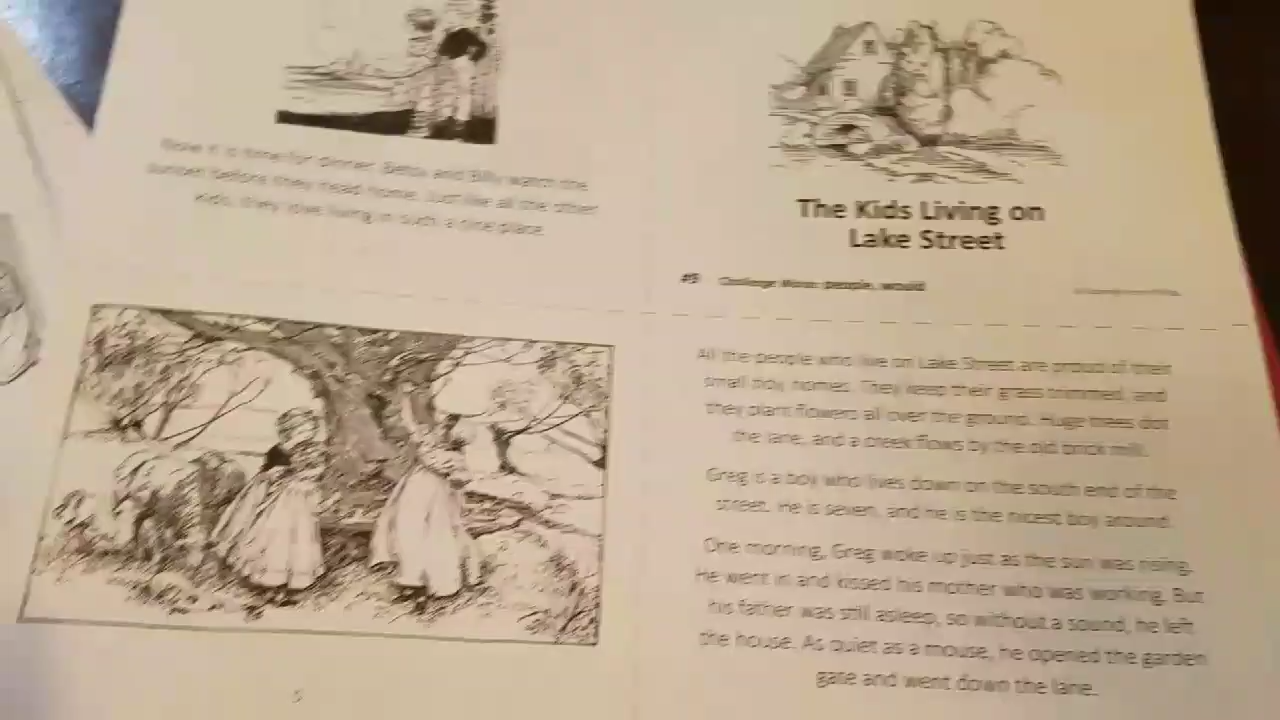 Now it is time for dinner. Betsy and Billy watch the
sunset before they head home. Just like all the other
kids, they love living in such a nice place.
5
The Kids Living on
Lake Street
#9 Challenge Words: people, would
All the people who live on Lake Street are proud of their
small tidy homes. They keep their grass trimmed, and
they plant flowers all over the ground. Huge trees dot
the lane, and a creek flows by the old brick mill.
Greg is a boy who lives down on the south end of the
street. He is seven, and he is the nicest boy around.
One morning, Greg woke up just as the sun was rising.
He went in and kissed his mother who was working. But
his father was still asleep, so without a sound, he left
the house. As quiet as a mouse, he opened the garden
gate and went down the lane.